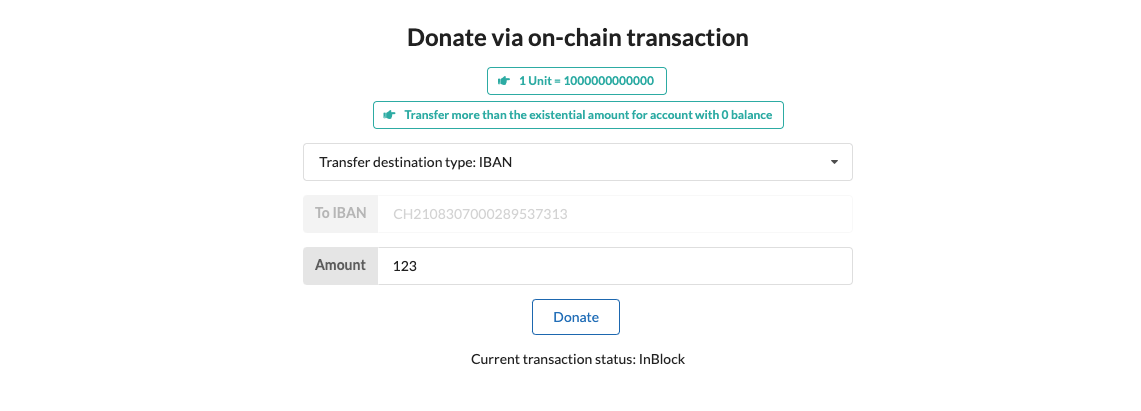 Donate via on-chain transaction
1 Unit = 1000000000000
Transfer more than the existential amount for account with 0 balance
Transfer destination type: IBAN
To IBAN CH2108307000289537313
Amount 123
Donate
Current transaction status: InBlock